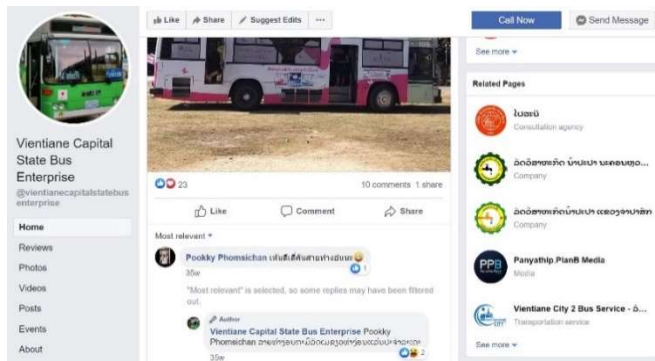 Like
Share
Suggest Edits
Call Now
Send Message
Vientiane Capital
State Bus
Enterprise
@vientianecapitalstatebus
enterprise
Home
Reviews
Photos
Videos
Posts
Events
About
23
10 comments 1 share
Like
Comment
Share
Most relevant
Pookky Phomsichan
1
35w
"Most relevant" is selected, so some replies may have been filtered
out.
Author
Vientiane Capital State Bus Enterprise Pookky
Phomsichan
2
35w
See more
Related Pages
Consultation agency
Company
Company
PPB
Panyathip.PlanB Media
Media
CITY
Vientiane City 2 Bus Service -
Transportation service
See more